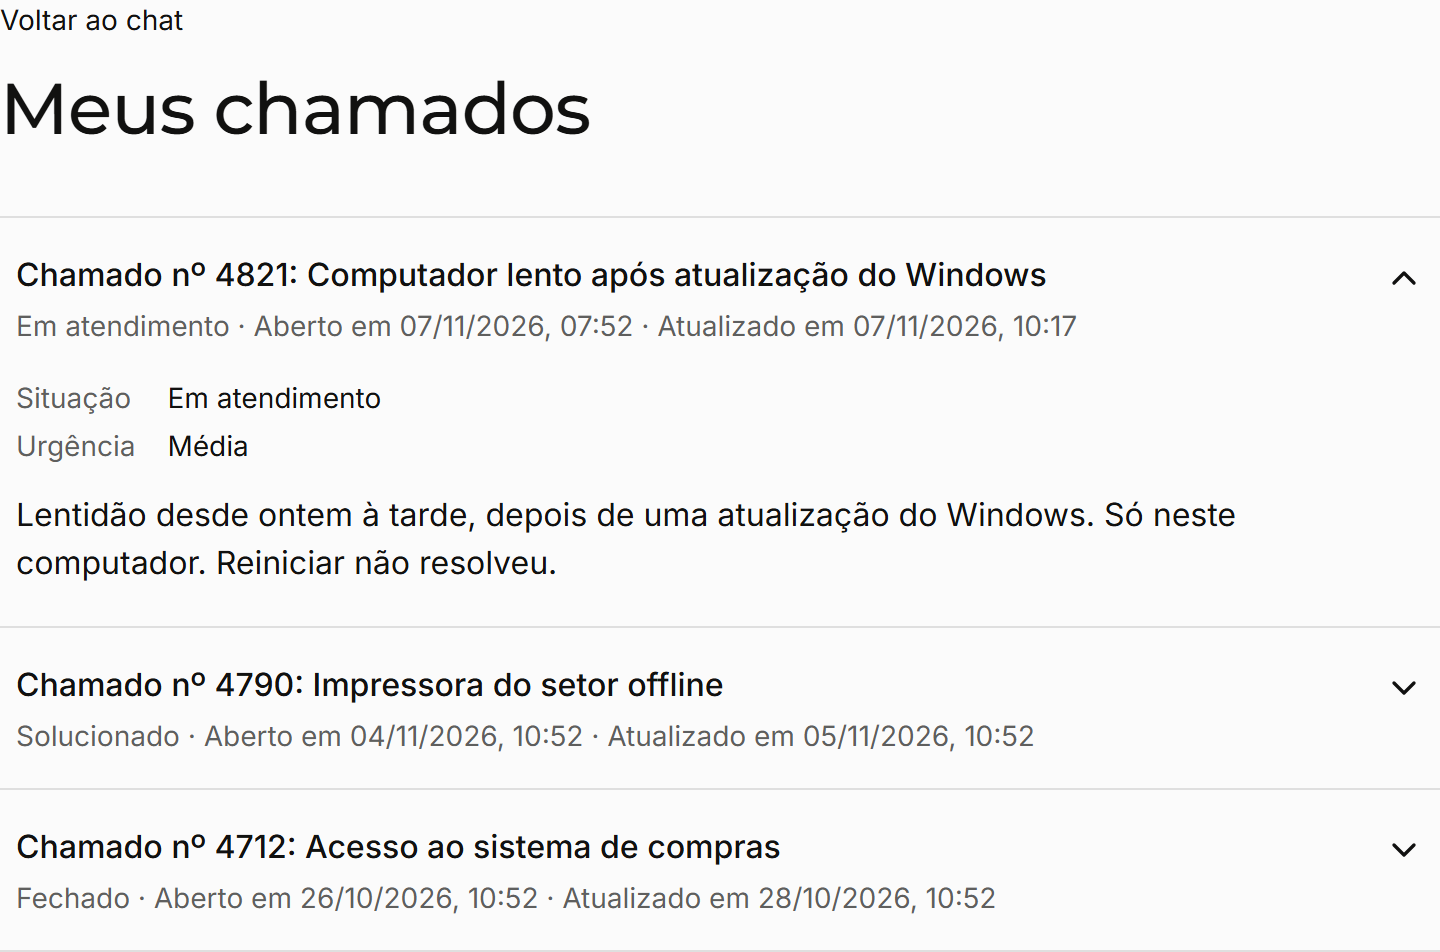 Voltar ao chat
Meus chamados
Chamado nº 4821: Computador lento após atualização do Windows
Em atendimento · Aberto em 07/11/2026, 07:52 · Atualizado em 07/11/2026, 10:17
Situação Em atendimento
Urgência Média
Lentidão desde ontem à tarde, depois de uma atualização do Windows. Só neste
computador. Reiniciar não resolveu.
Chamado nº 4790: Impressora do setor offline
Solucionado · Aberto em 04/11/2026, 10:52 · Atualizado em 05/11/2026, 10:52
Chamado nº 4712: Acesso ao sistema de compras
Fechado · Aberto em 26/10/2026, 10:52 · Atualizado em 28/10/2026, 10:52